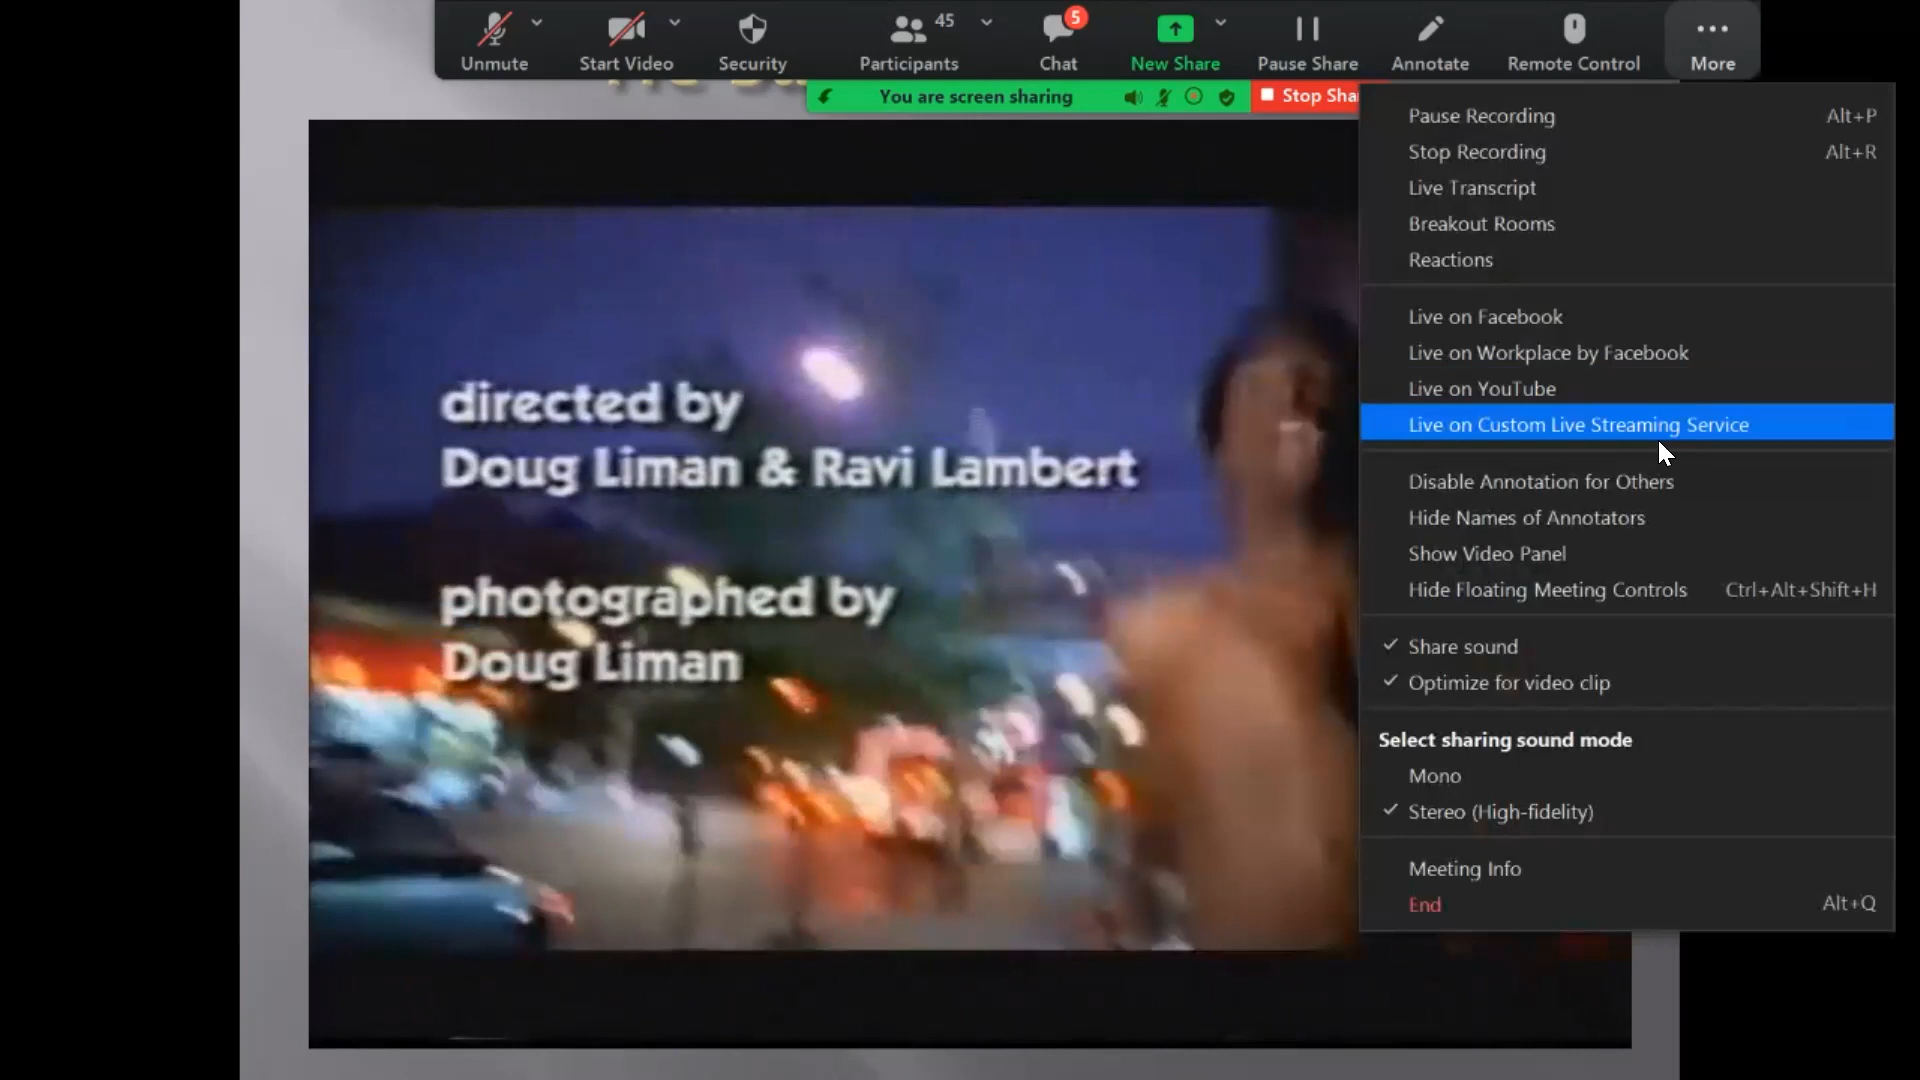 Unmute
Start Video
Security
45
Participants
5
Chat
New Share
Pause Share
Annotate
Remote Control
More
You are screen sharing
Stop Sha
Pause Recording Alt+P
Stop Recording Alt+R
Live Transcript
Breakout Rooms
Reactions
Live on Facebook
Live on Workplace by Facebook
Live on YouTube
Live on Custom Live Streaming Service
Disable Annotation for Others
Hide Names of Annotators
Show Video Panel
Hide Floating Meeting Controls Ctrl+Alt+Shift+H
Share sound
Optimize for video clip
Select sharing sound mode
Mono
Stereo (High-fidelity)
Meeting Info
End Alt+Q
directed by
Doug Liman & Ravi Lambert
photographed by
Doug Liman